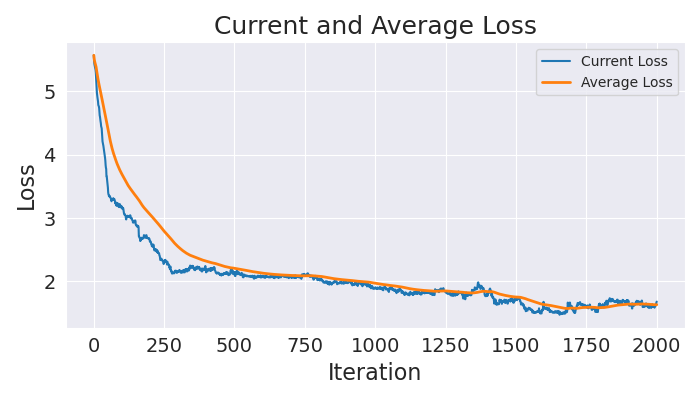 Current and Average Loss
Current Loss
Average Loss
5
4
3
2
Loss
0 250 500 750 1000 1250 1500 1750 2000
Iteration